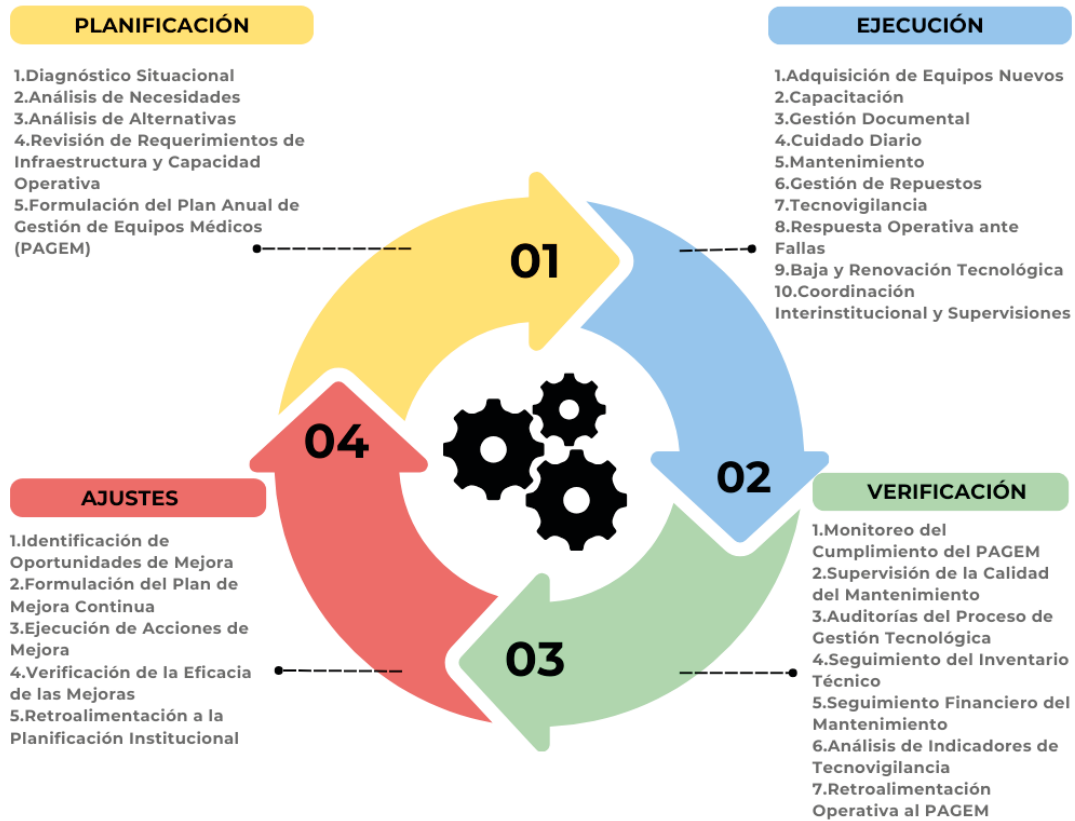 PLANIFICACIÓN
1.Diagnóstico Situacional
2.Análisis de Necesidades
3.Análisis de Alternativas
4.Revisión de Requerimientos de
Infraestructura y Capacidad
Operativa
5.Formulación del Plan Anual de
Gestión de Equipos Médicos
(PAGEM)
EJECUCIÓN
1.Adquisición de Equipos Nuevos
2.Capacitación
3.Gestión Documental
4.Cuidado Diario
5.Mantenimiento
6.Gestión de Repuestos
7.Tecnovigilancia
8.Respuesta Operativa ante
Fallas
9.Baja y Renovación Tecnológica
10.Coordinación
Interinstitucional y Supervisiones
01
02
03
04
VERIFICACIÓN
1.Monitoreo del
Cumplimiento del PAGEM
2.Supervisión de la Calidad
del Mantenimiento
3.Auditorías del Proceso de
Gestión Tecnológica
4.Seguimiento del Inventario
Técnico
5.Seguimiento Financiero del
Mantenimiento
6.Análisis de Indicadores de
Tecnovigilancia
7.Retroalimentación
Operativa al PAGEM
AJUSTES
1.Identificación de
Oportunidades de Mejora
2.Formulación del Plan de
Mejora Continua
3.Ejecución de Acciones de
Mejora
4.Verificación de la Eficacia
de las Mejoras
5.Retroalimentación a la
Planificación Institucional